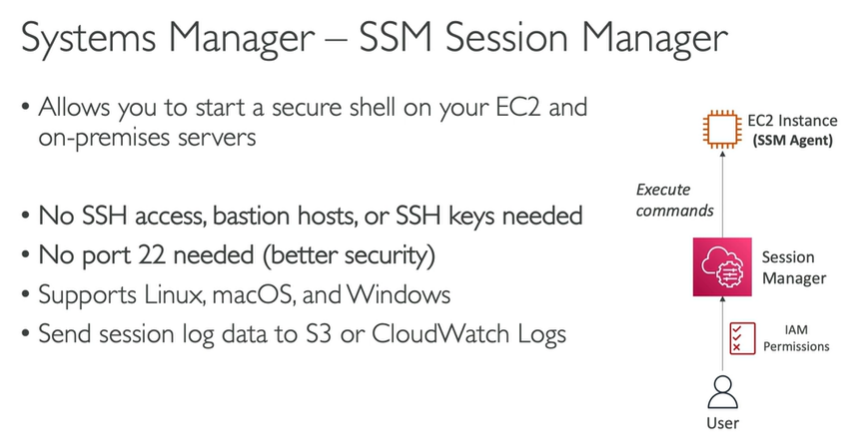 Systems Manager – SSM Session Manager
• Allows you to start a secure shell on your EC2 and
on-premises servers
• No SSH access, bastion hosts, or SSH keys needed
• No port 22 needed (better security)
• Supports Linux, macOS, and Windows
• Send session log data to S3 or CloudWatch Logs
EC2 Instance
(SSM Agent)
Execute
commands
Session
Manager
IAM
Permissions
User